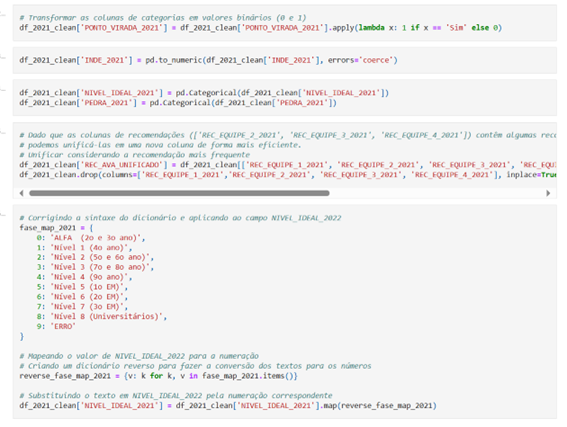 # Transformar as colunas de categorias em valores binários (0 e 1)
df_2021_clean['PONTO_VIRADA_2021'] = df_2021_clean['PONTO_VIRADA_2021'].apply(lambda x: 1 if x == 'Sim' else 0)
df_2021_clean['INDE_2021'] = pd.to_numeric(df_2021_clean['INDE_2021'], errors='coerce')
df_2021_clean['NIVEL_IDEAL_2021'] = pd.Categorical(df_2021_clean['NIVEL_IDEAL_2021'])
df_2021_clean['PEDRA_2021'] = pd.Categorical(df_2021_clean['PEDRA_2021'])
# Dado que as colunas de recomendações (['REC_EQUIPE_2_2021', 'REC_EQUIPE_3_2021', 'REC_EQUIPE_4_2021']) contêm algumas reco
# podemos unificá-las em uma nova coluna de forma mais eficiente.
# Unificar considerando a recomendação mais frequente
df_2021_clean['REC_AVA_UNIFICADO'] = df_2021_clean[['REC_EQUIPE_1_2021', 'REC_EQUIPE_2_2021', 'REC_EQUIPE_3_2021', 'REC_EQU
df_2021_clean.drop(columns=['REC_EQUIPE_1_2021','REC_EQUIPE_2_2021', 'REC_EQUIPE_3_2021', 'REC_EQUIPE_4_2021'], inplace=True
# Corrigindo a sintaxe do dicionário e aplicando ao campo NIVEL_IDEAL_2022
fase_map_2021 = {
0: 'ALFA (2o e 3o ano)',
1: 'Nível 1 (4o ano)',
2: 'Nível 2 (5o e 6o ano)',
3: 'Nível 3 (7o e 8o ano)',
4: 'Nível 4 (9o ano)',
5: 'Nível 5 (1o EM)',
6: 'Nível 6 (2o EM)',
7: 'Nível 7 (3o EM)',
8: 'Nível 8 (Universitários)',
9: 'ERRO'
}
# Mapeando o valor de NIVEL_IDEAL_2022 para a numeração
# Criando um dicionário reverso para fazer a conversão dos textos para os números
reverse_fase_map_2021 = {v: k for k, v in fase_map_2021.items()}
# Substituindo o texto em NIVEL_IDEAL_2022 pela numeração correspondente
df_2021_clean['NIVEL_IDEAL_2021'] = df_2021_clean['NIVEL_IDEAL_2021'].map(reverse_fase_map_2021)